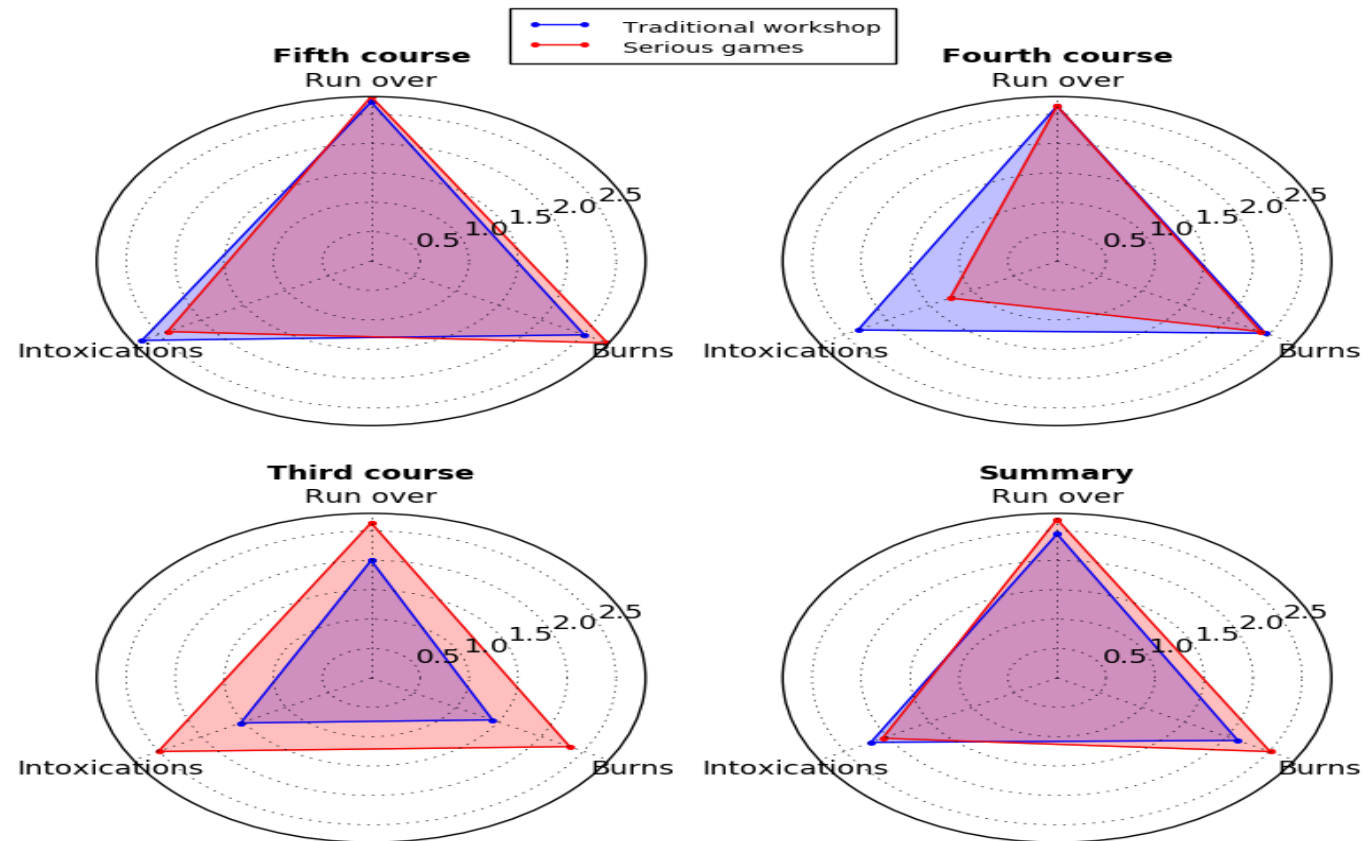 Traditional workshop
Serious games
Fifth course
Run over
0.5
1.0
1.5
2.0
2.5
Intoxications
Burns
Fourth course
Run over
0.5
1.0
1.5
2.0
2.5
Intoxications
Burns
Third course
Run over
0.5
1.0
1.5
2.0
2.5
Intoxications
Burns
Summary
Run over
0.5
1.0
1.5
2.0
2.5
Intoxications
Burns